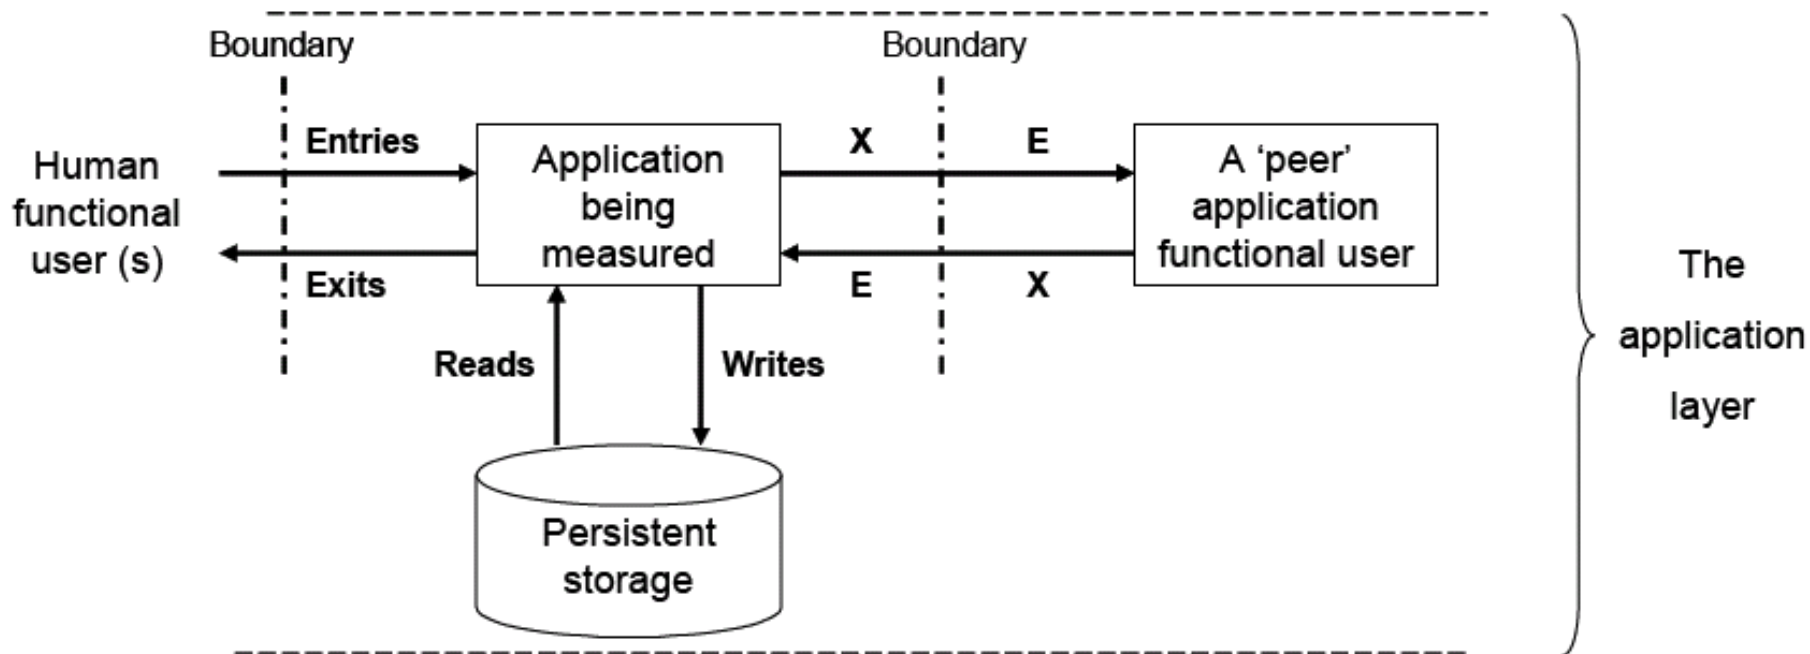 Boundary
Boundary
Entries
X
E
Human
functional
user (s)
Application
being
measured
A ‘peer’
application
functional user
Exits
E
X
Reads
Writes
The
application
layer
Persistent
storage